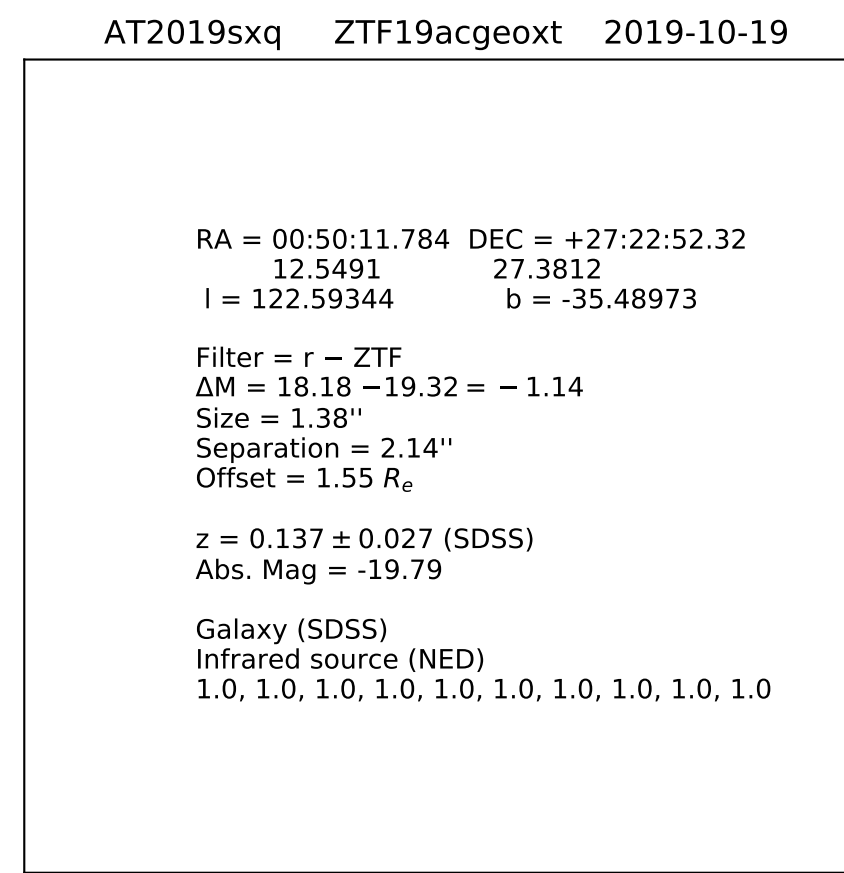 AT2019sxq ZTF19acgeoxt 2019-10-19
RA = 00:50:11.784 DEC = +27:22:52.32
12.5491 27.3812
l = 122.59344 b = -35.48973
Filter = r − ZTF
ΔM = 18.18 −19.32 = − 1.14
Size = 1.38''
Separation = 2.14''
Offset = 1.55 Rₑ
z = 0.137 ± 0.027 (SDSS)
Abs. Mag = -19.79
Galaxy (SDSS)
Infrared source (NED)
1.0, 1.0, 1.0, 1.0, 1.0, 1.0, 1.0, 1.0, 1.0, 1.0